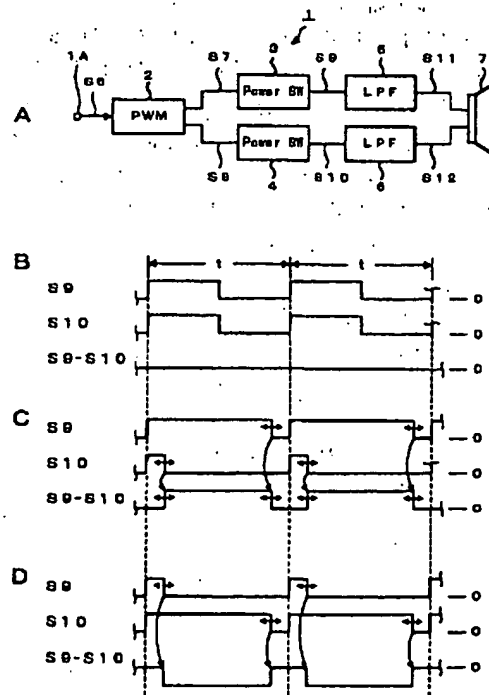 1
1A
S6
2
S7
3
S9
5
S11
7
A
PWM
Power SW
LPF
Power SW
LPF
S8
4
S10
6
S12
B
t
t
S9
0
S10
0
S9-S10
0
C
S9
0
S10
0
S9-S10
0
D
S9
0
S10
0
S9-S10
0